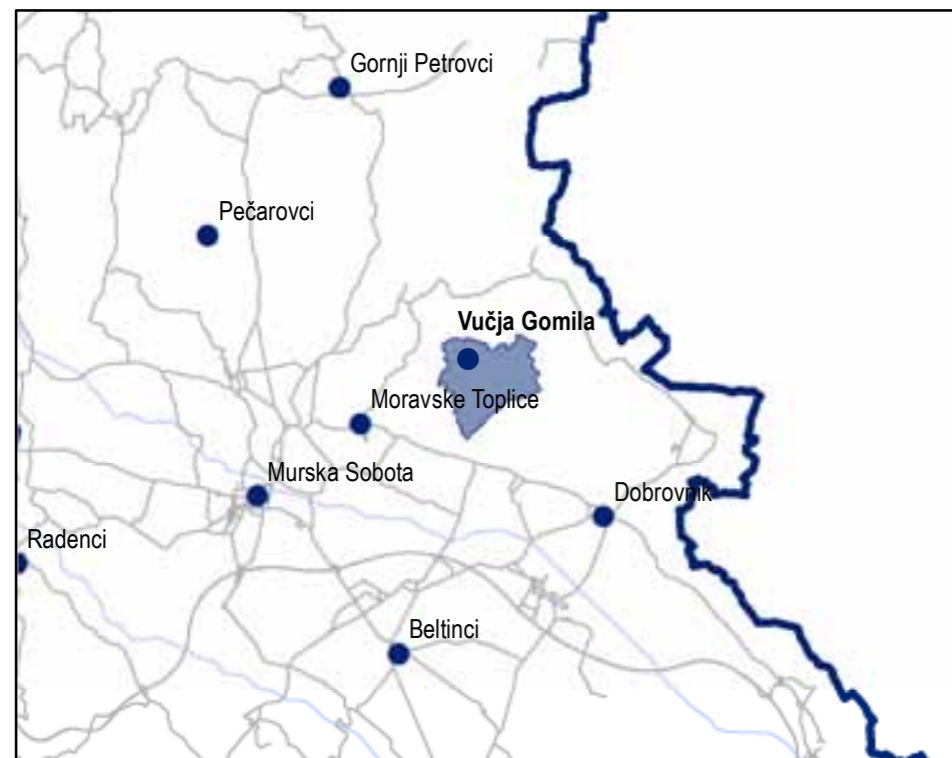 Gornji Petrovci
Pečarovci
Vučja Gomila
Moravske Toplice
Murska Sobota
Dobrovnik
Radenci
Beltinci